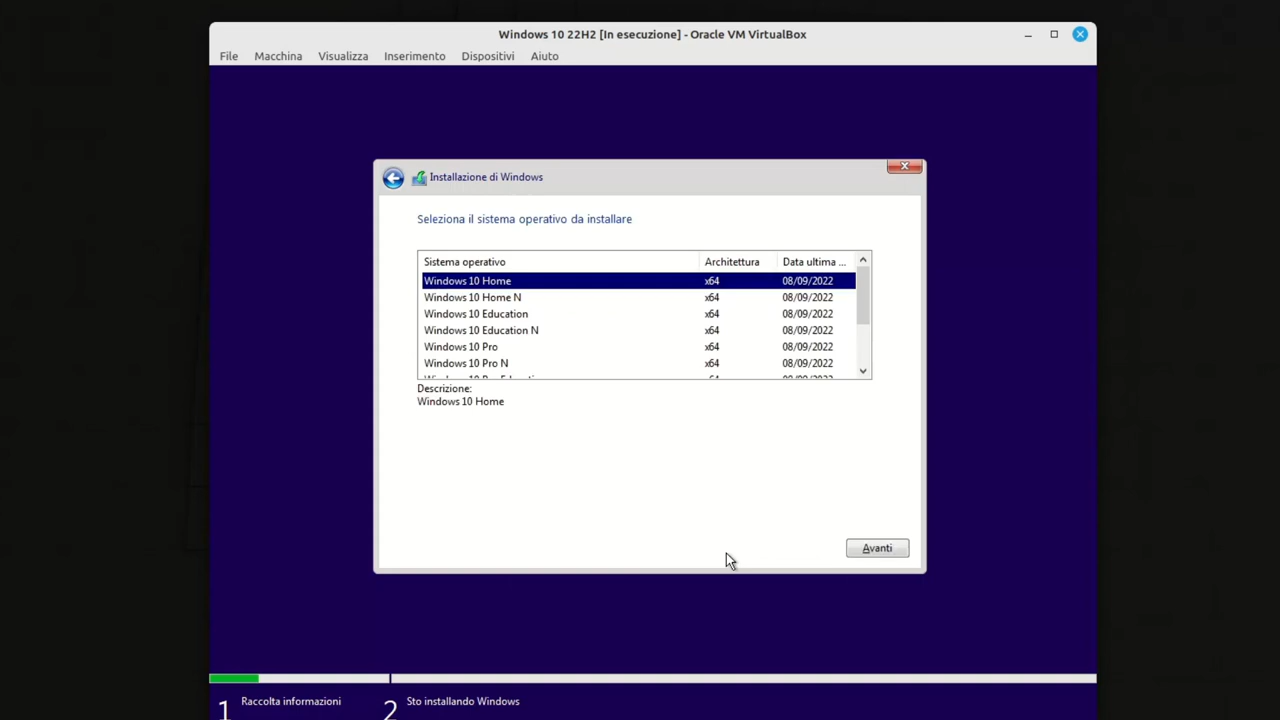 Windows 10 22H2 [In esecuzione] - Oracle VM VirtualBox
File Macchina Visualizza Inserimento Dispositivi Aiuto
Installazione di Windows
Seleziona il sistema operativo da installare
Sistema operativo Architettura Data ultima ...
Windows 10 Home x64 08/09/2022
Windows 10 Home N x64 08/09/2022
Windows 10 Education x64 08/09/2022
Windows 10 Education N x64 08/09/2022
Windows 10 Pro x64 08/09/2022
Windows 10 Pro N x64 08/09/2022
Descrizione:
Windows 10 Home
Avanti
1 Raccolta informazioni 2 Sto installando Windows